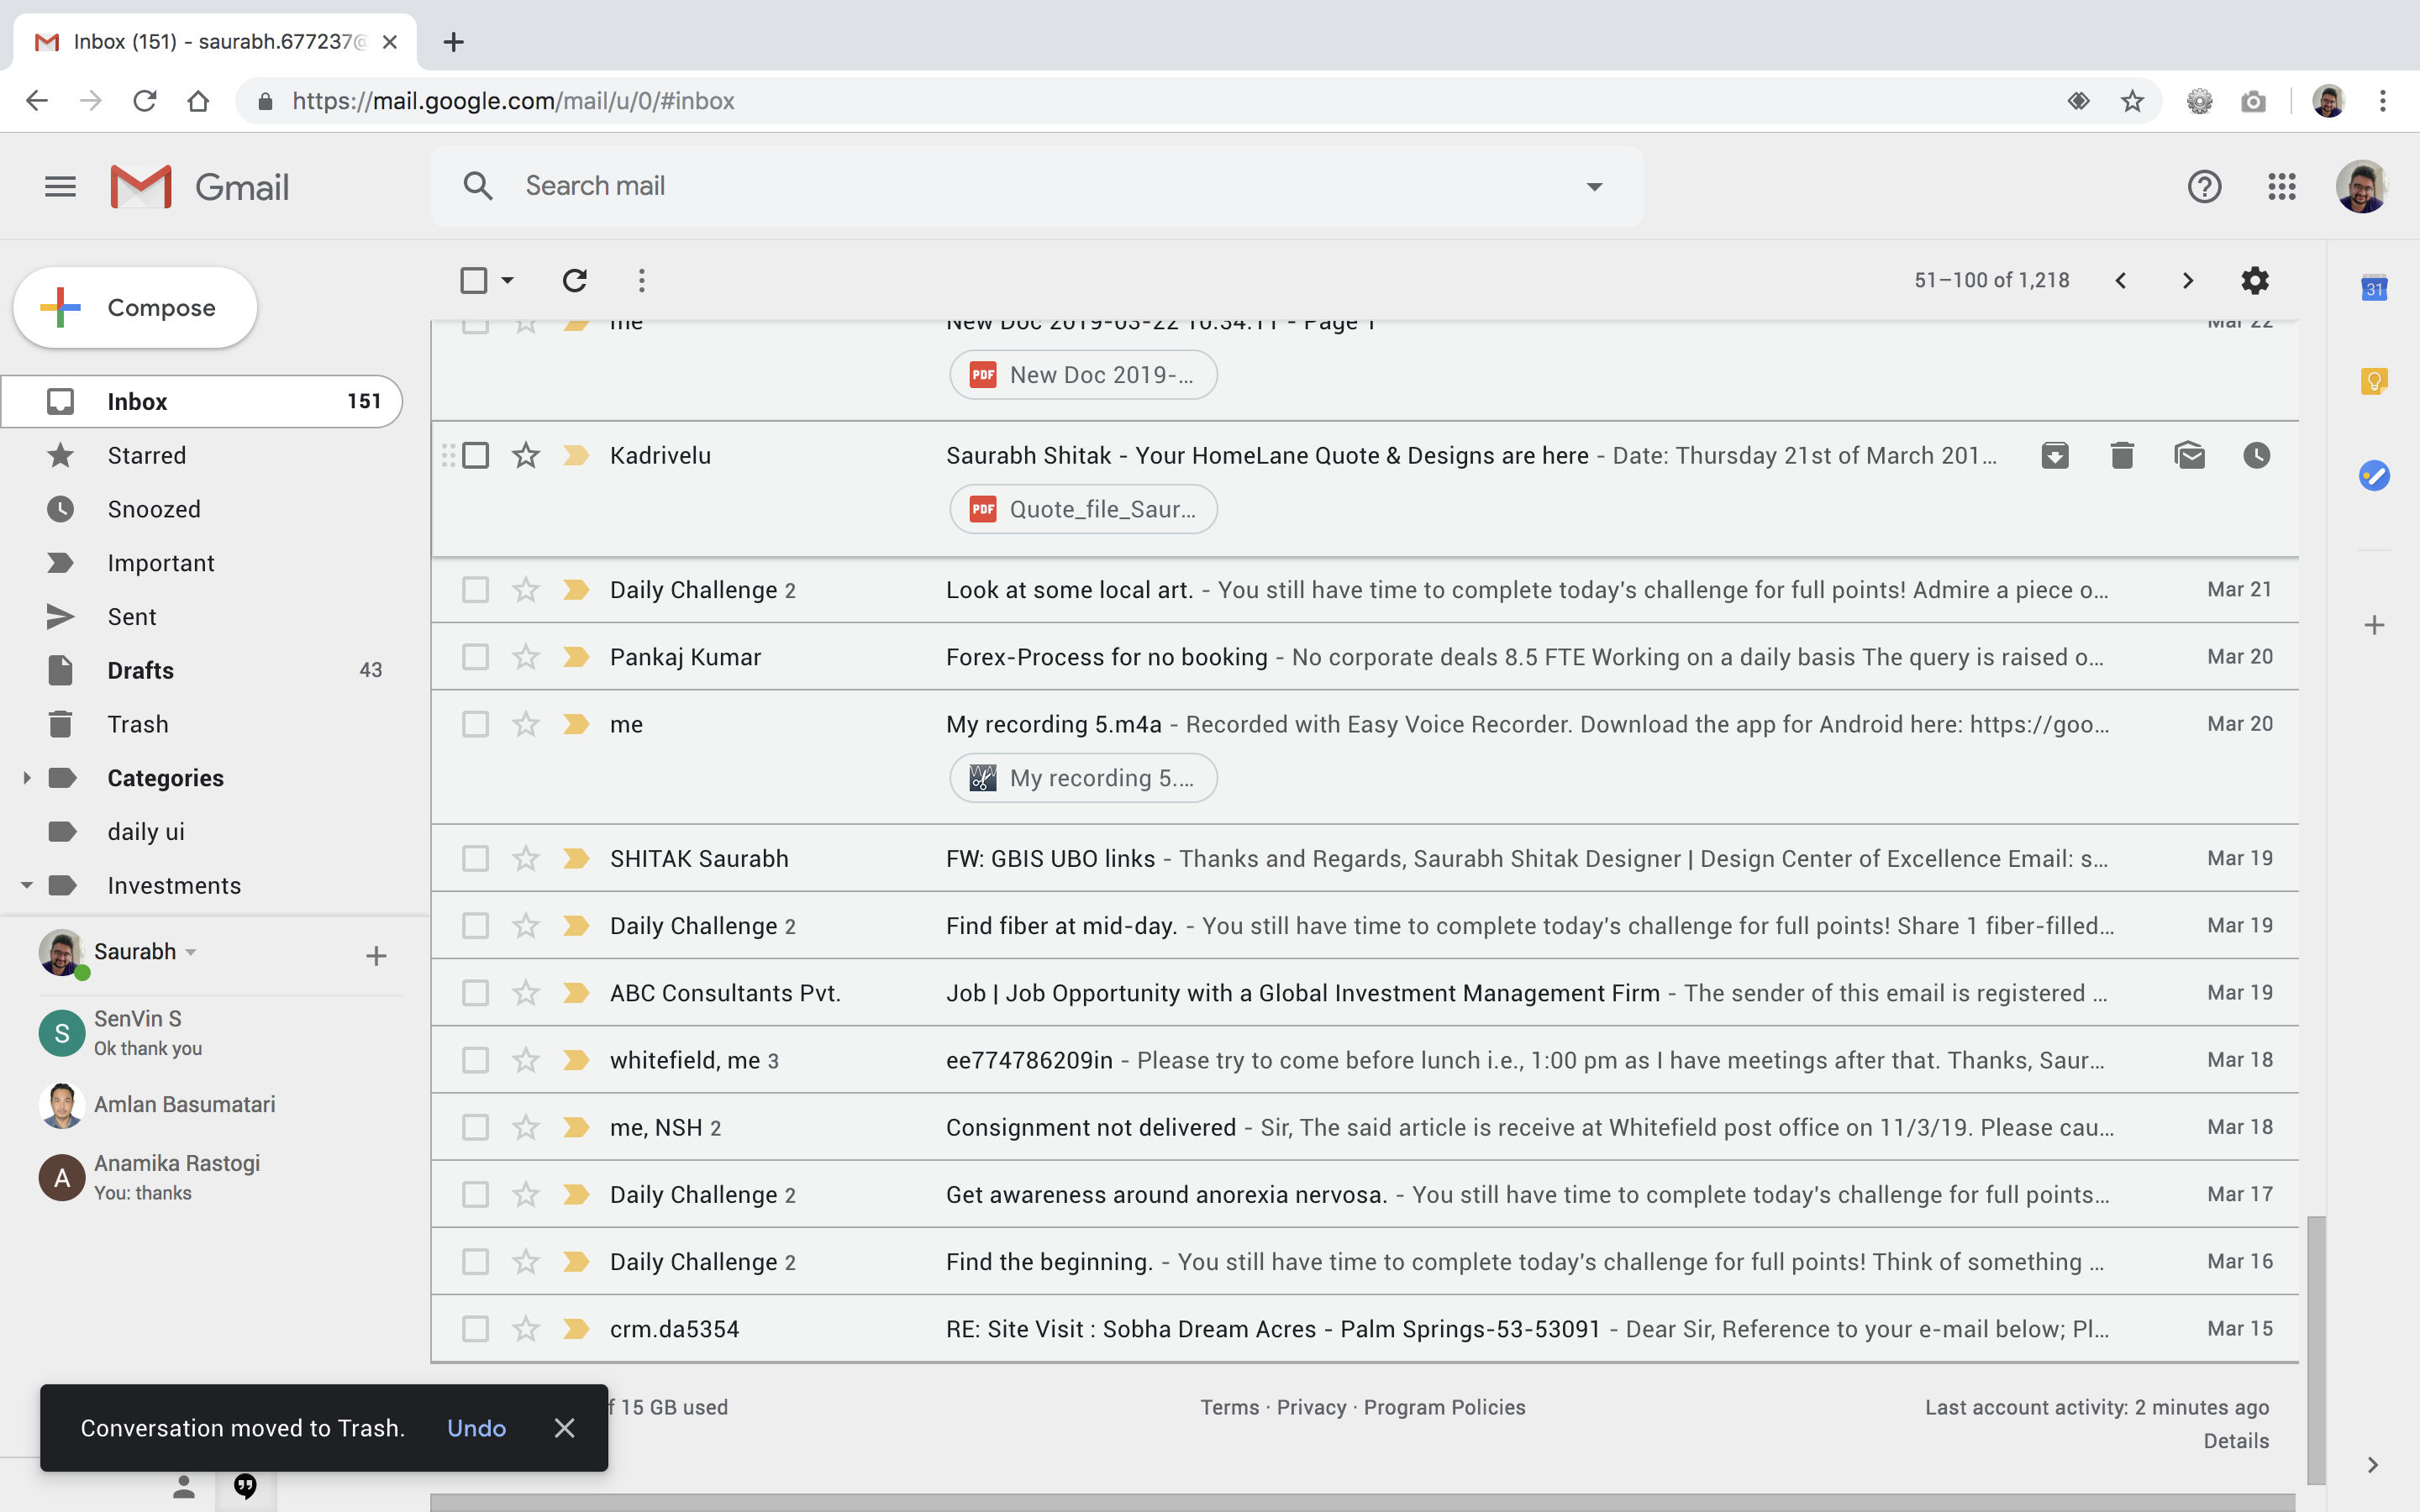 Inbox (151) - saurabh.677237@
https://mail.google.com/mail/u/0/#inbox
Gmail
Search mail
Compose
51–100 of 1,218
31
Inbox 151
Starred
Snoozed
Important
Sent
Drafts 43
Trash
Categories
daily ui
Investments
Saurabh
S
SenVin S
Ok thank you
Amlan Basumatari
A
Anamika Rastogi
You: thanks
me New Doc 2019-03-22 10.34.11 - Page 1 Mar 22
PDF New Doc 2019-...
Kadrivelu Saurabh Shitak - Your HomeLane Quote & Designs are here - Date: Thursday 21st of March 201...
PDF Quote_file_Saur...
Daily Challenge 2 Look at some local art. - You still have time to complete today's challenge for full points! Admire a piece o... Mar 21
Pankaj Kumar Forex-Process for no booking - No corporate deals 8.5 FTE Working on a daily basis The query is raised o... Mar 20
me My recording 5.m4a - Recorded with Easy Voice Recorder. Download the app for Android here: https://goo... Mar 20
My recording 5....
SHITAK Saurabh FW: GBIS UBO links - Thanks and Regards, Saurabh Shitak Designer | Design Center of Excellence Email: s... Mar 19
Daily Challenge 2 Find fiber at mid-day. - You still have time to complete today's challenge for full points! Share 1 fiber-filled... Mar 19
ABC Consultants Pvt. Job | Job Opportunity with a Global Investment Management Firm - The sender of this email is registered ... Mar 19
whitefield, me 3 ee774786209in - Please try to come before lunch i.e., 1:00 pm as I have meetings after that. Thanks, Saur... Mar 18
me, NSH 2 Consignment not delivered - Sir, The said article is receive at Whitefield post office on 11/3/19. Please cau... Mar 18
Daily Challenge 2 Get awareness around anorexia nervosa. - You still have time to complete today's challenge for full points... Mar 17
Daily Challenge 2 Find the beginning. - You still have time to complete today's challenge for full points! Think of something ... Mar 16
crm.da5354 RE: Site Visit : Sobha Dream Acres - Palm Springs-53-53091 - Dear Sir, Reference to your e-mail below; Pl... Mar 15
15 GB used
Terms · Privacy · Program Policies
Last account activity: 2 minutes ago
Details
Conversation moved to Trash. Undo